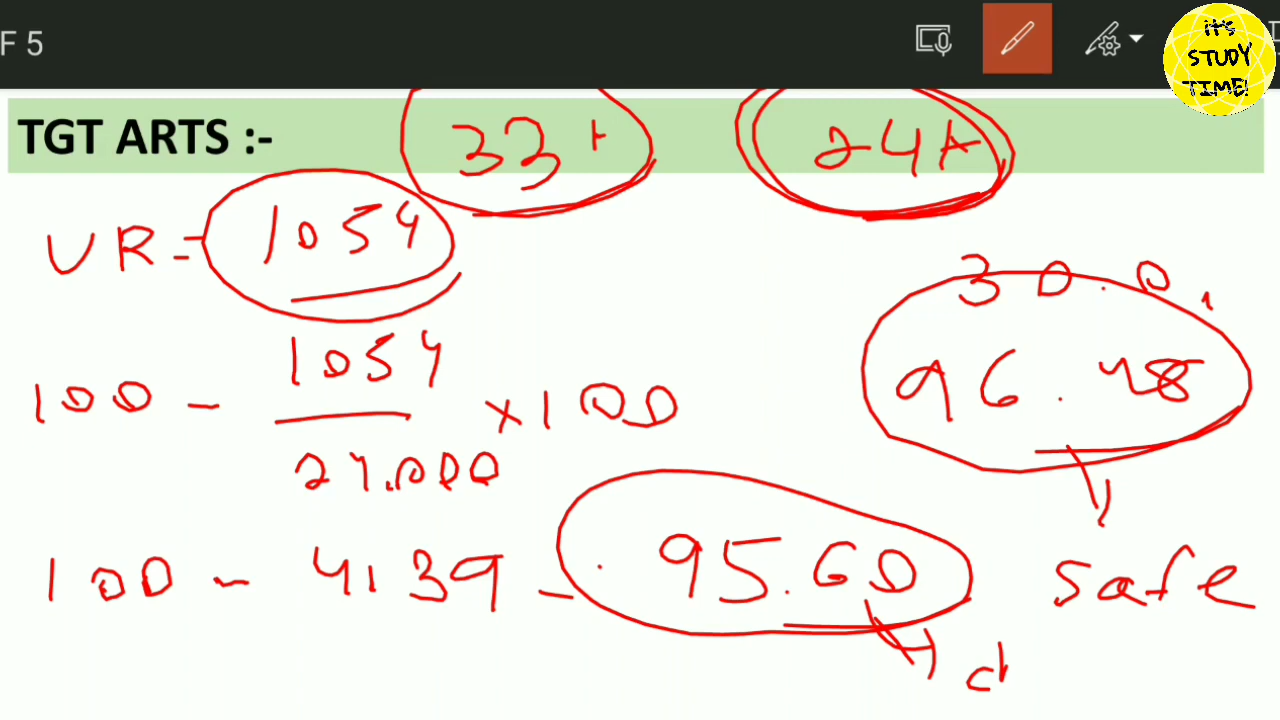 F 5
it's
STUDY
TIME!
TGT ARTS :-
33+
24+
UR = 1054
30.0
100 - 1054 × 100
24.000
96.48
100 - 4.39 = 95.60
safe